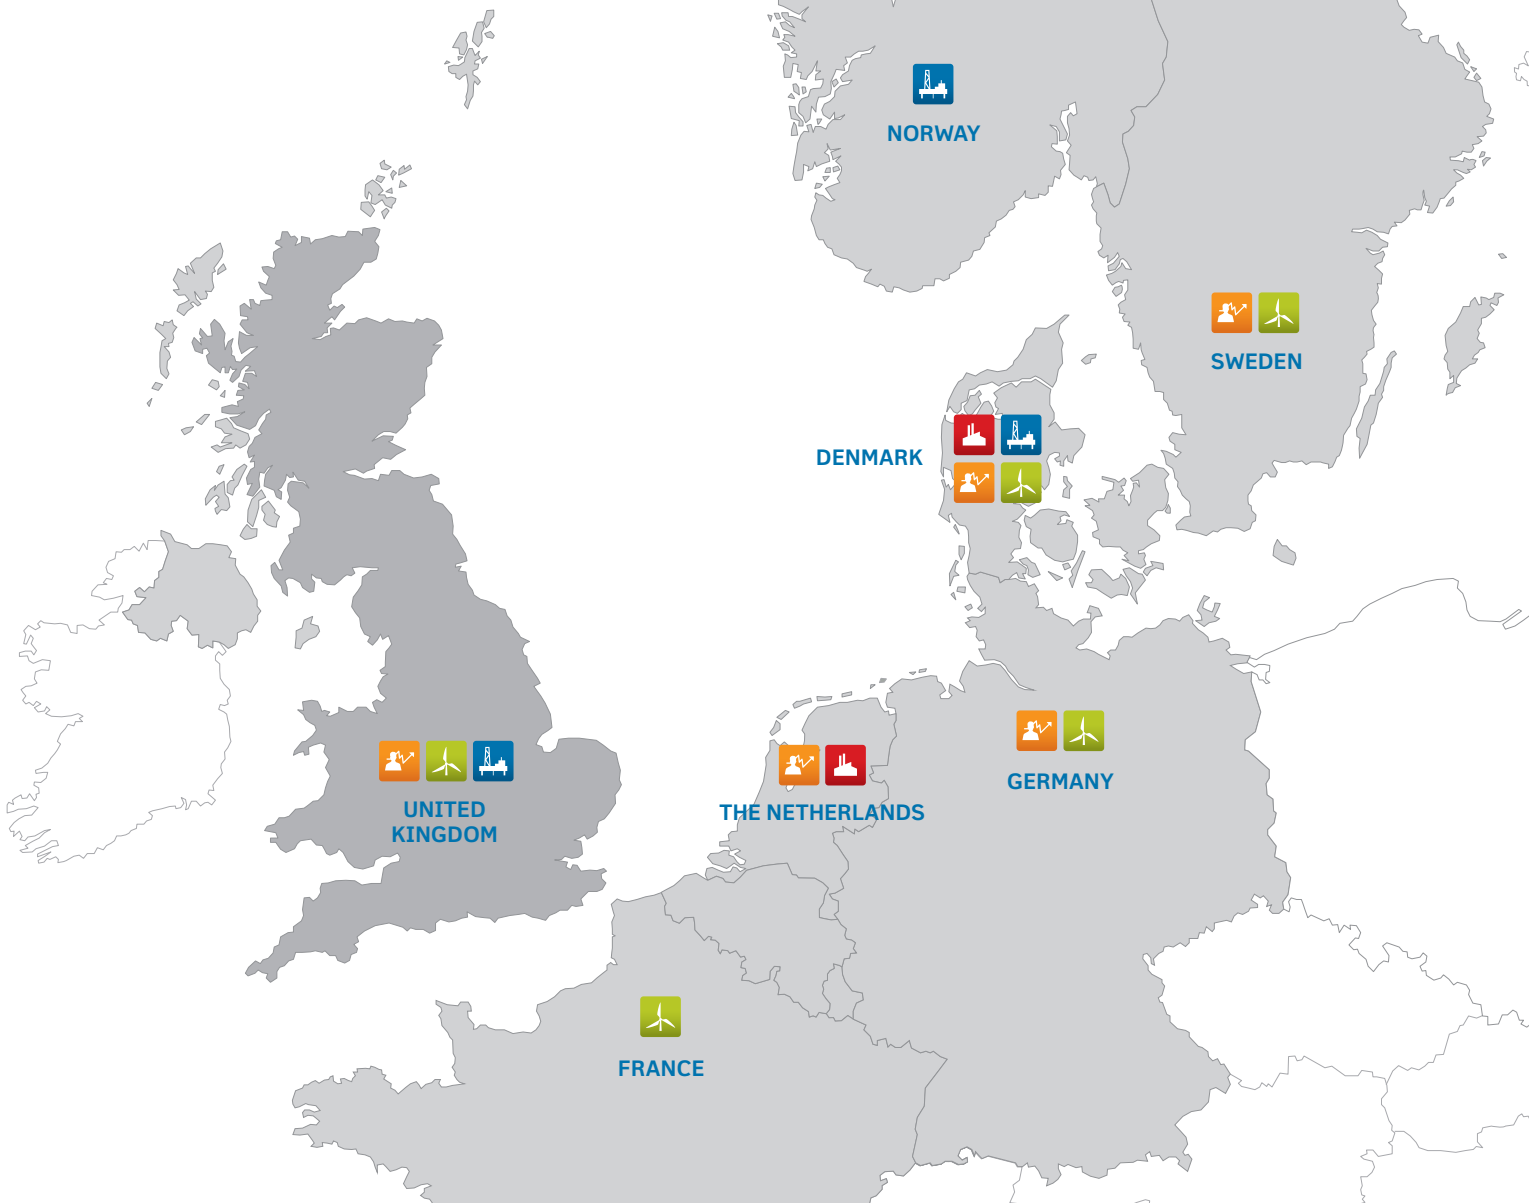 NORWAY
SWEDEN
DENMARK
GERMANY
UNITED
KINGDOM
THE NETHERLANDS
FRANCE